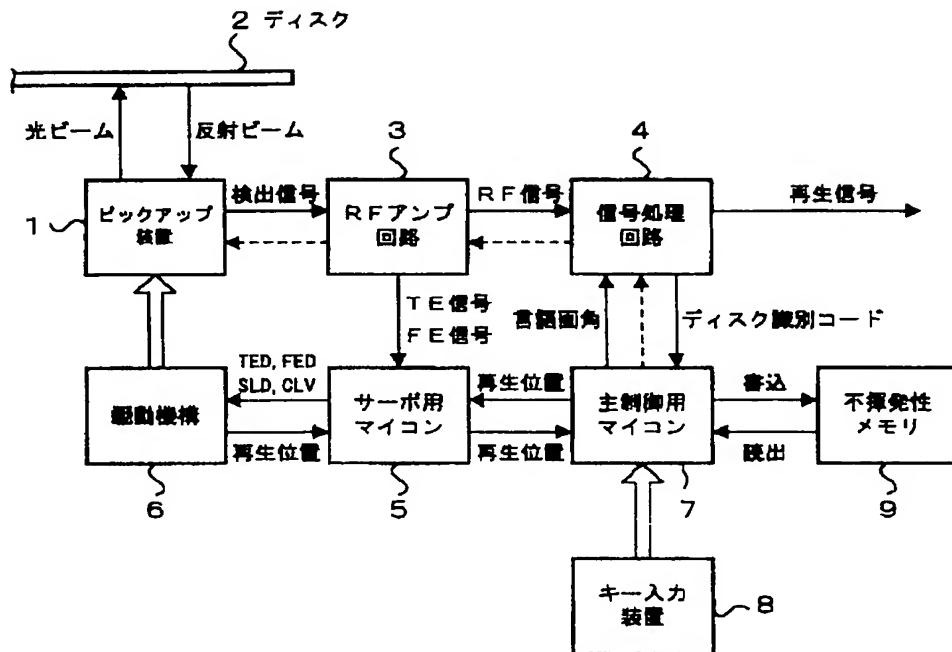 2 ディスク
光ビーム
反射ビーム
3
4
1
ピックアップ
装置
検出信号
RFアンプ
回路
RF信号
信号処理
回路
再生信号
TE信号
FE信号
言語画角
ディスク識別コード
TED, FED
SLD, CLV
駆動機構
再生位置
サーボ用
マイコン
再生位置
再生位置
主制御用
マイコン
書込
読出
不揮発性
メモリ
6
5
7
9
キー入力
装置
8